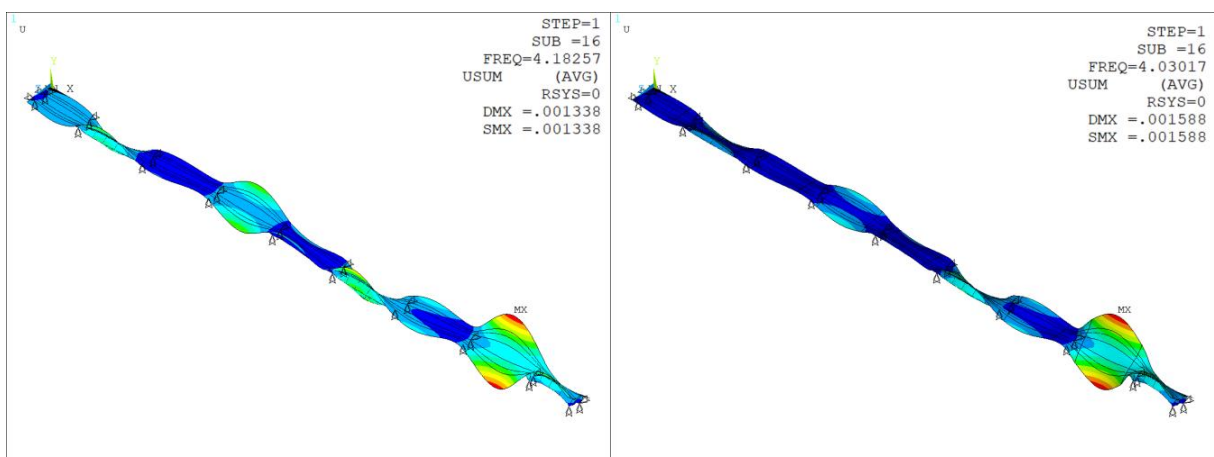 1
U
STEP=1
SUB =16
FREQ=4.18257
USUM (AVG)
RSYS=0
DMX =.001338
SMX =.001338
Y
X
MX
1
U
STEP=1
SUB =16
FREQ=4.03017
USUM (AVG)
RSYS=0
DMX =.001588
SMX =.001588
Y
X
MX